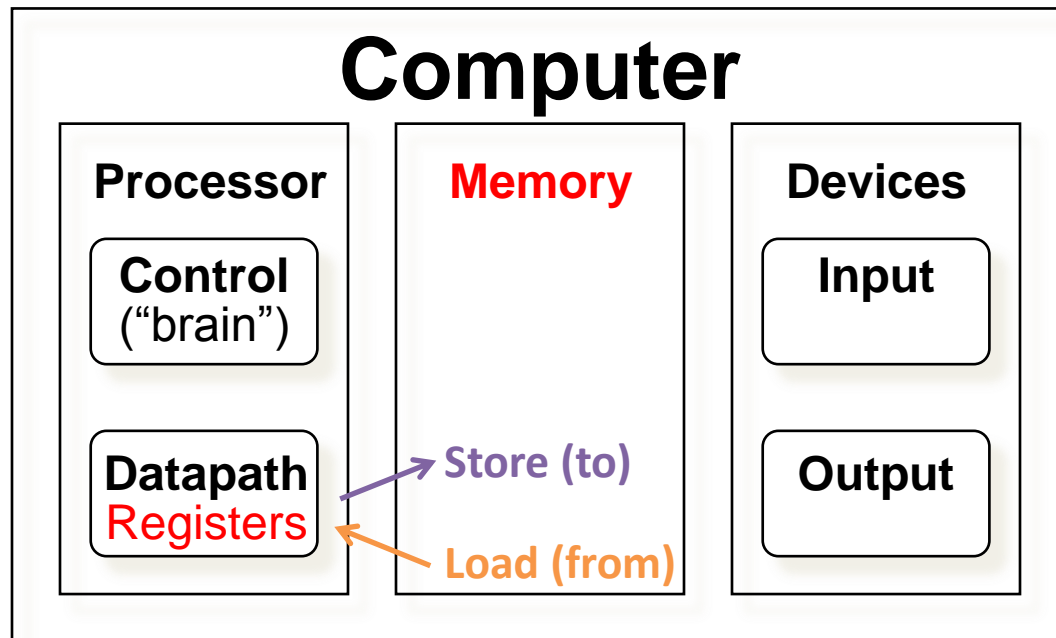 Computer
Processor
Control
(“brain”)
Datapath
Registers
Memory
Store (to)
Load (from)
Devices
Input
Output